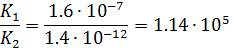 K₁/K₂ = 1.6 · 10⁻⁷ / 1.4 · 10⁻¹² = 1.14 · 10⁵